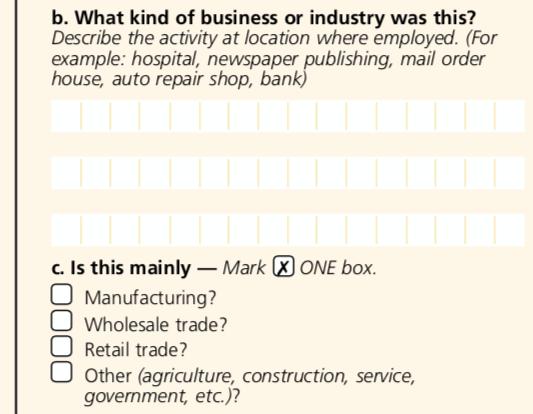 b. What kind of business or industry was this?
Describe the activity at location where employed. (For
example: hospital, newspaper publishing, mail order
house, auto repair shop, bank)
c. Is this mainly — Mark X ONE box.
Manufacturing?
Wholesale trade?
Retail trade?
Other (agriculture, construction, service,
government, etc.)?